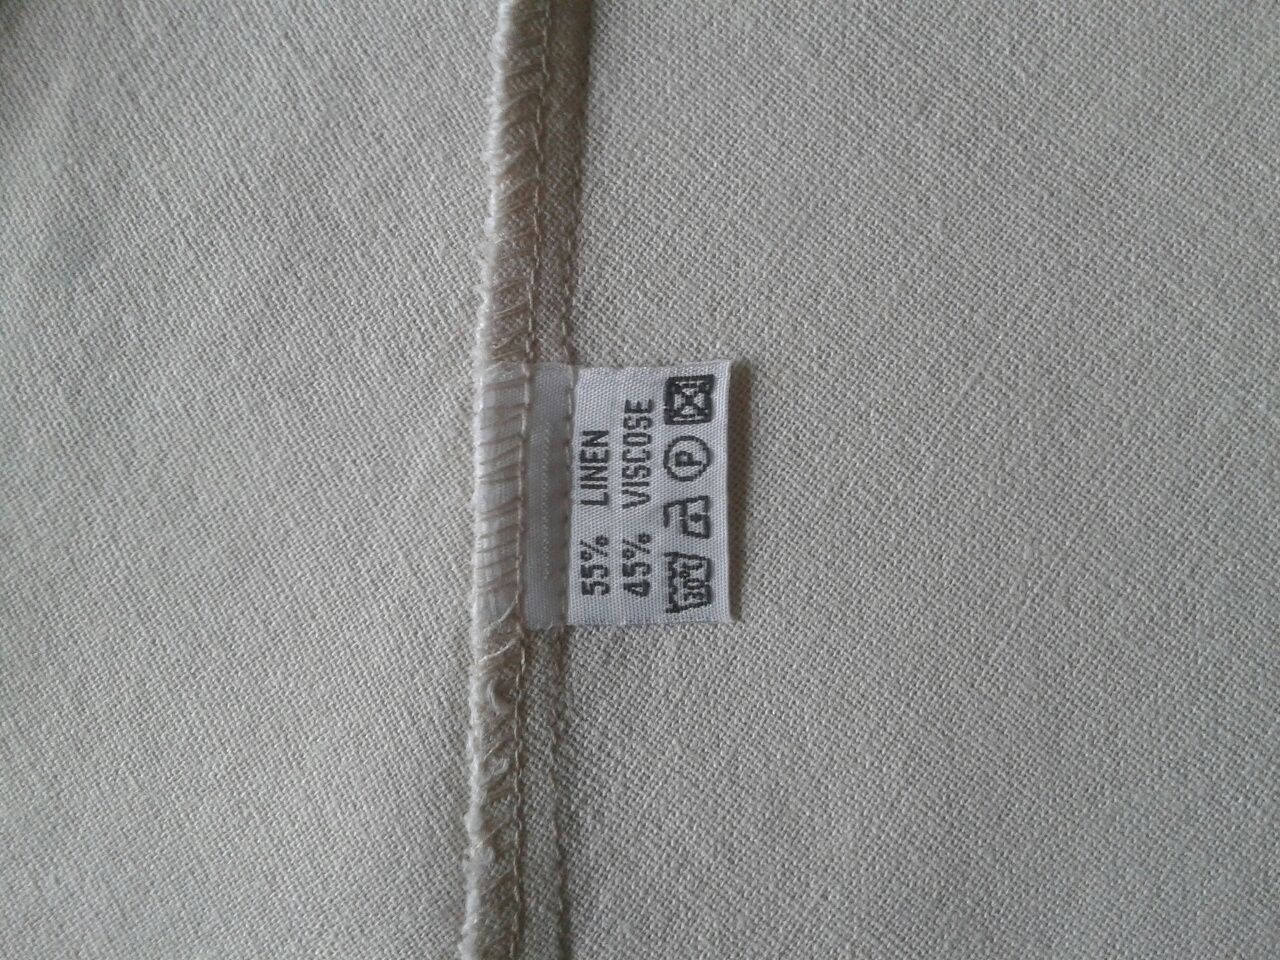 55% LINEN
45% VISCOSE
30°C P